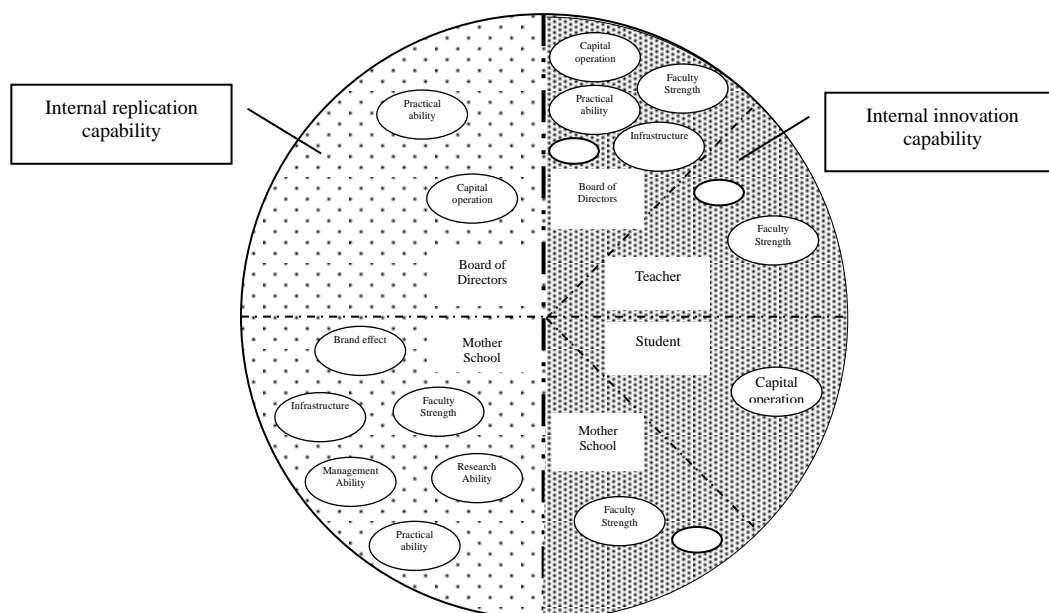 Internal replication
capability
Practical
ability
Capital
operation
Board of
Directors
Mother
School
Brand effect
Infrastructure
Faculty
Strength
Management
Ability
Research
Ability
Practical
ability
Capital
operation
Faculty
Strength
Practical
ability
Infrastructure
Board of
Directors
Internal innovation
capability
Faculty
Strength
Teacher
Student
Capital
operation
Mother
School
Faculty
Strength